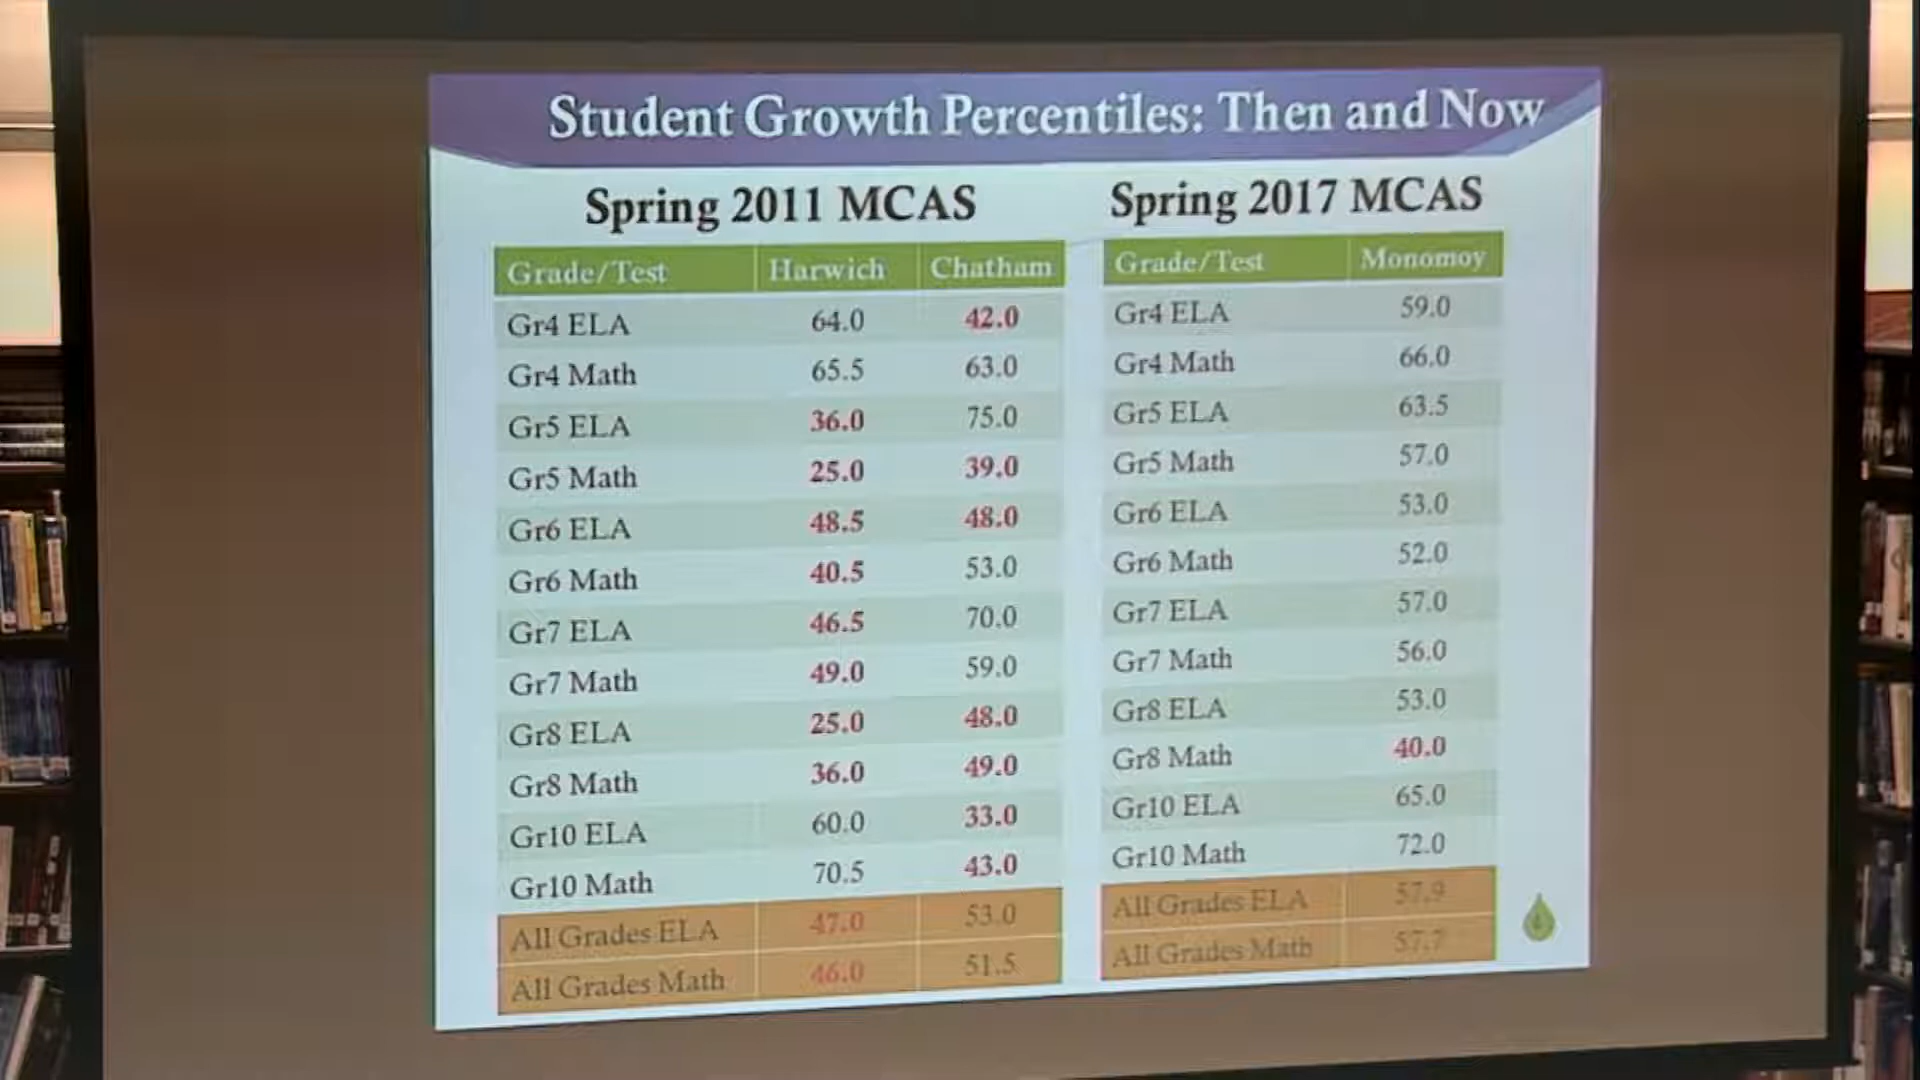 Student Growth Percentiles: Then and Now
Spring 2011 MCAS
Grade/Test Harwich Chatham
Gr4 ELA 64.0 42.0
Gr4 Math 65.5 63.0
Gr5 ELA 36.0 75.0
Gr5 Math 25.0 39.0
Gr6 ELA 48.5 48.0
Gr6 Math 40.5 53.0
Gr7 ELA 46.5 70.0
Gr7 Math 49.0 59.0
Gr8 ELA 25.0 48.0
Gr8 Math 36.0 49.0
Gr10 ELA 60.0 33.0
Gr10 Math 70.5 43.0
All Grades ELA 47.0 53.0
All Grades Math 46.0 51.5
Spring 2017 MCAS
Grade/Test Monomoy
Gr4 ELA 59.0
Gr4 Math 66.0
Gr5 ELA 63.5
Gr5 Math 57.0
Gr6 ELA 53.0
Gr6 Math 52.0
Gr7 ELA 57.0
Gr7 Math 56.0
Gr8 ELA 53.0
Gr8 Math 40.0
Gr10 ELA 65.0
Gr10 Math 72.0
All Grades ELA 57.9
All Grades Math 57.7